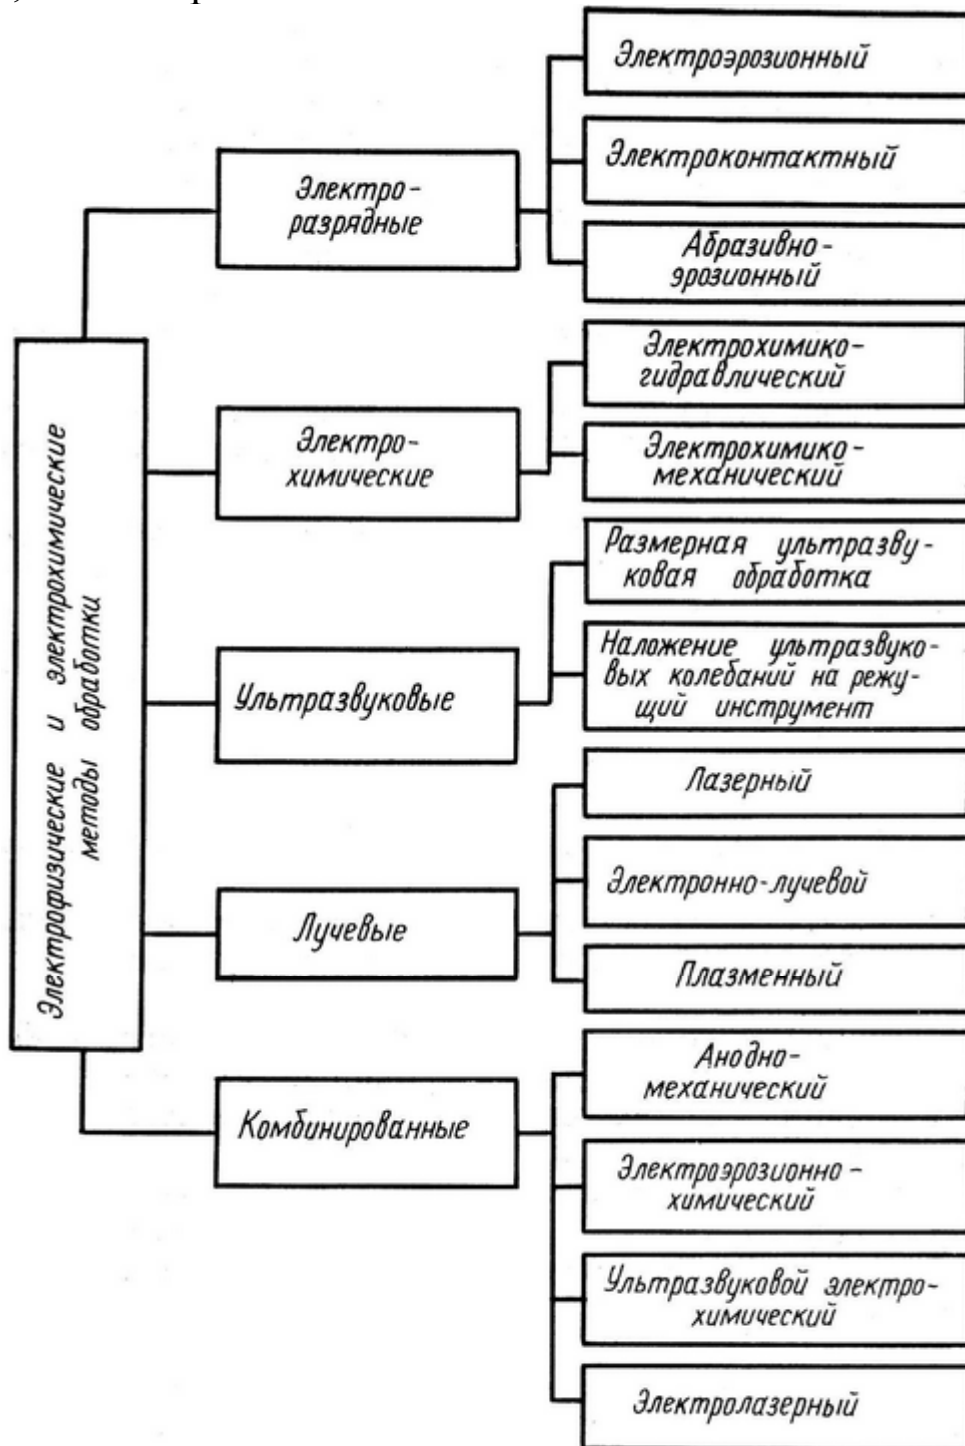 Электрофизические и электрохимические
методы обработки
Электро-
разрядные
Электроэрозионный
Электроконтактный
Абразивно-
эрозионный
Электро-
химические
Электрохимико-
гидравлический
Электрохимико-
механический
Ультразвуковые
Размерная ультразву-
ковая обработка
Наложение ультразвуко-
вых колебаний на режу-
щий инструмент
Лучевые
Лазерный
Электронно-лучевой
Плазменный
Комбинированные
Анодно-
механический
Электроэрозионно-
химический
Ультразвуковой электро-
химический
Электролазерный